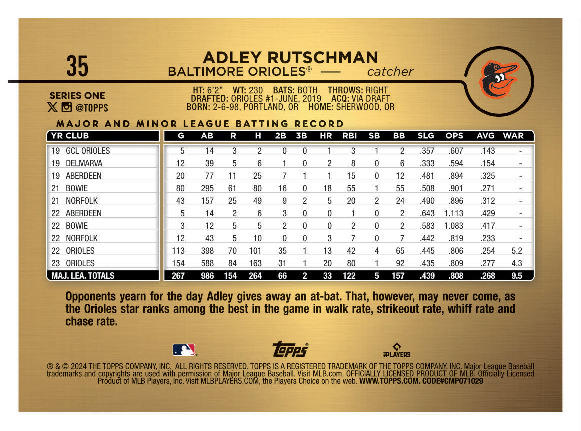 35
ADLEY RUTSCHMAN
BALTIMORE ORIOLES® — catcher
SERIES ONE
@TOPPS
HT: 6'2" WT: 230 BATS: BOTH THROWS: RIGHT
DRAFTED: ORIOLES #1-JUNE, 2019 ACQ: VIA DRAFT
BORN: 2-6-98, PORTLAND, OR HOME: SHERWOOD, OR
MAJOR AND MINOR LEAGUE BATTING RECORD
YR CLUB G AB R H 2B 3B HR RBI SB BB SLG OPS AVG WAR
19 GCL ORIOLES 5 14 3 2 0 0 1 3 1 2 .357 .607 .143 -
19 DELMARVA 12 39 5 6 1 0 2 8 0 6 .333 .594 .154 -
19 ABERDEEN 20 77 11 25 7 1 1 15 0 12 .481 .894 .325 -
21 BOWIE 80 295 61 80 16 0 18 55 1 55 .508 .901 .271 -
21 NORFOLK 43 157 25 49 9 2 5 20 2 24 .490 .896 .312 -
22 ABERDEEN 5 14 2 6 3 0 0 1 0 2 .643 1.113 .429 -
22 BOWIE 3 12 5 5 2 0 0 2 0 2 .583 1.083 .417 -
22 NORFOLK 12 43 5 10 0 0 3 7 0 7 .442 .819 .233 -
22 ORIOLES 113 398 70 101 35 1 13 42 4 65 .445 .806 .254 5.2
23 ORIOLES 154 588 84 163 31 1 20 80 1 92 .435 .809 .277 4.3
MAJ. LEA. TOTALS 267 986 154 264 66 2 33 122 5 157 .439 .808 .268 9.5
Opponents yearn for the day Adley gives away an at-bat. That, however, may never come, as
the Orioles star ranks among the best in the game in walk rate, strikeout rate, whiff rate and
chase rate.
Topps
PLAYERS
® & © 2024 THE TOPPS COMPANY, INC. ALL RIGHTS RESERVED. TOPPS IS A REGISTERED TRADEMARK OF THE TOPPS COMPANY, INC. Major League Baseball
trademarks and copyrights are used with permission of Major League Baseball. Visit MLB.com. OFFICIALLY LICENSED PRODUCT OF MLB. Officially Licensed
Product of MLB Players, Inc. Visit MLBPLAYERS.COM, the Players Choice on the web. WWW.TOPPS.COM. CODE#CMP071029